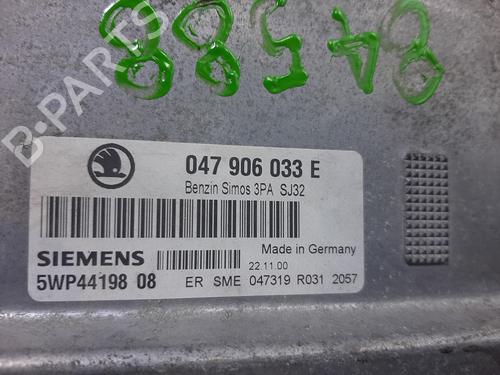 84588
B-PARTS
047 906 033 E
Benzin Simos 3PA SJ32
Made in Germany
SIEMENS
22.11.00
5WP44198 08
ER SME 047319 R031 2057